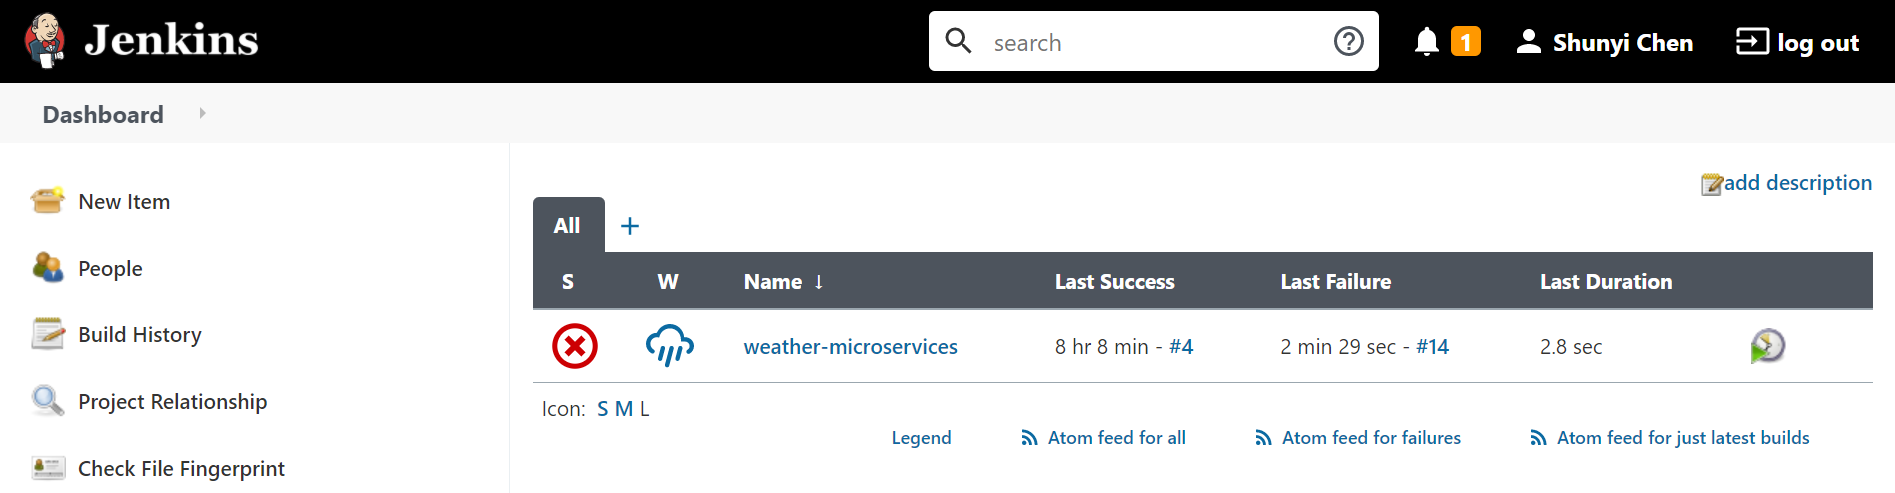 Jenkins
search
1
Shunyi Chen
log out
Dashboard
New Item
People
Build History
Project Relationship
Check File Fingerprint
add description
All +
S W Name ↓ Last Success Last Failure Last Duration
weather-microservices 8 hr 8 min - #4 2 min 29 sec - #14 2.8 sec
Icon: S M L
Legend Atom feed for all Atom feed for failures Atom feed for just latest builds